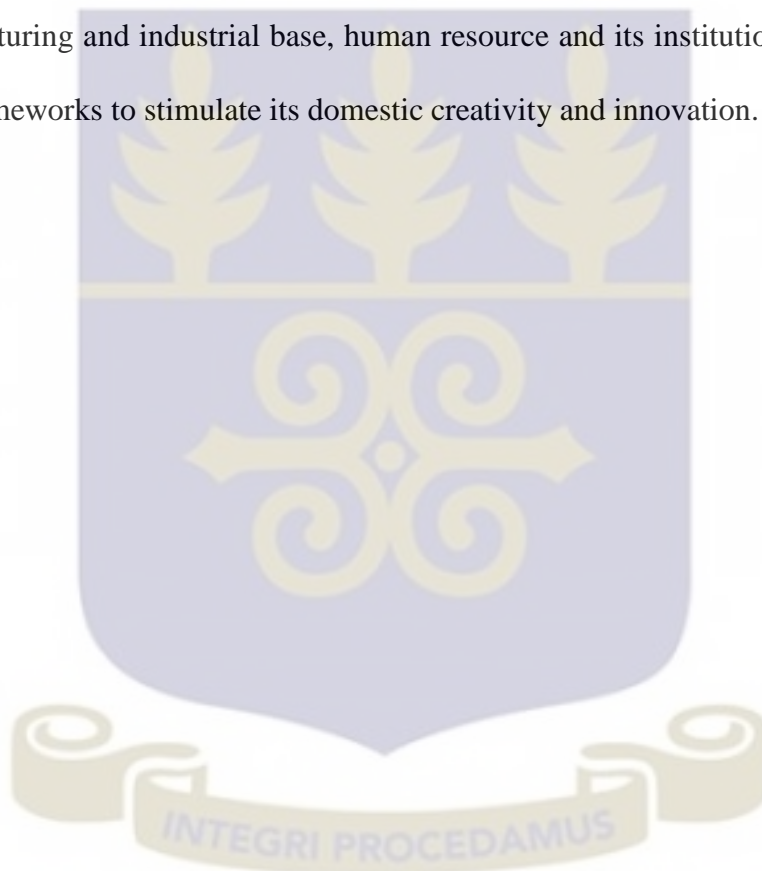 turing and industrial base, human resource and its institutio
neworks to stimulate its domestic creativity and innovation.
INTEGRI PROCEDAMUS